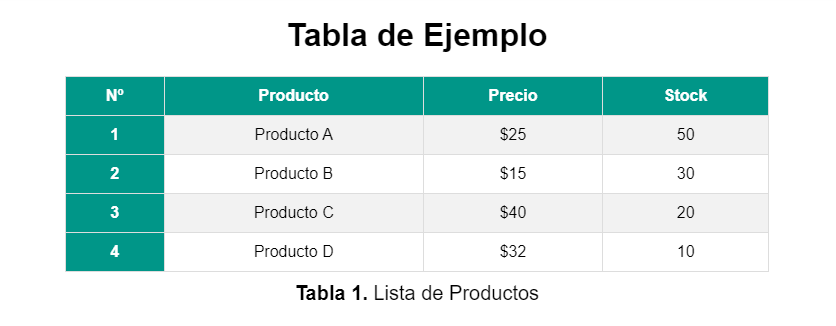 Tabla de Ejemplo
Nº Producto Precio Stock
1 Producto A $25 50
2 Producto B $15 30
3 Producto C $40 20
4 Producto D $32 10
Tabla 1. Lista de Productos